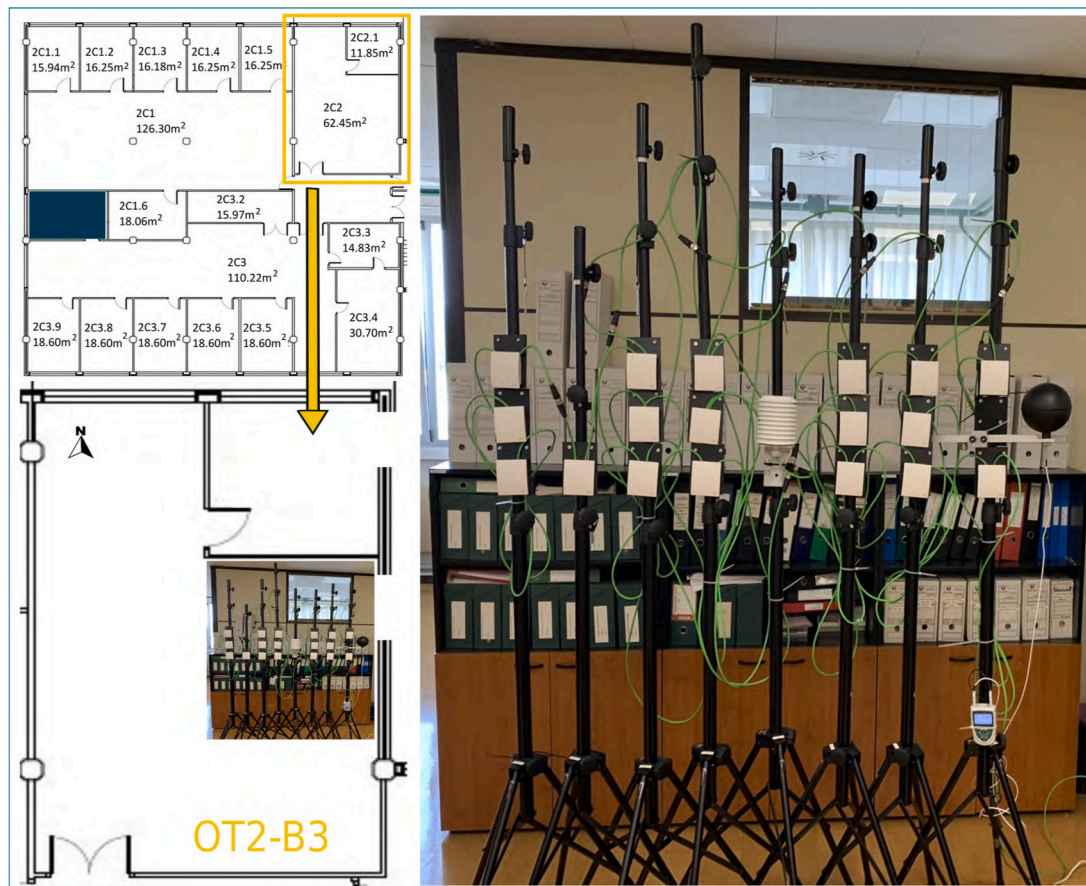 2C1.1
15.94m²
2C1.2
16.25m²
2C1.3
16.18m²
2C1.4
16.25m²
2C1.5
16.25m²
2C2.1
11.85m²
2C1
126.30m²
2C2
62.45m²
2C1.6
18.06m²
2C3.2
15.97m²
2C3.3
14.83m²
2C3
110.22m²
2C3.4
30.70m²
2C3.9
18.60m²
2C3.8
18.60m²
2C3.7
18.60m²
2C3.6
18.60m²
2C3.5
18.60m²
N
OT2-B3